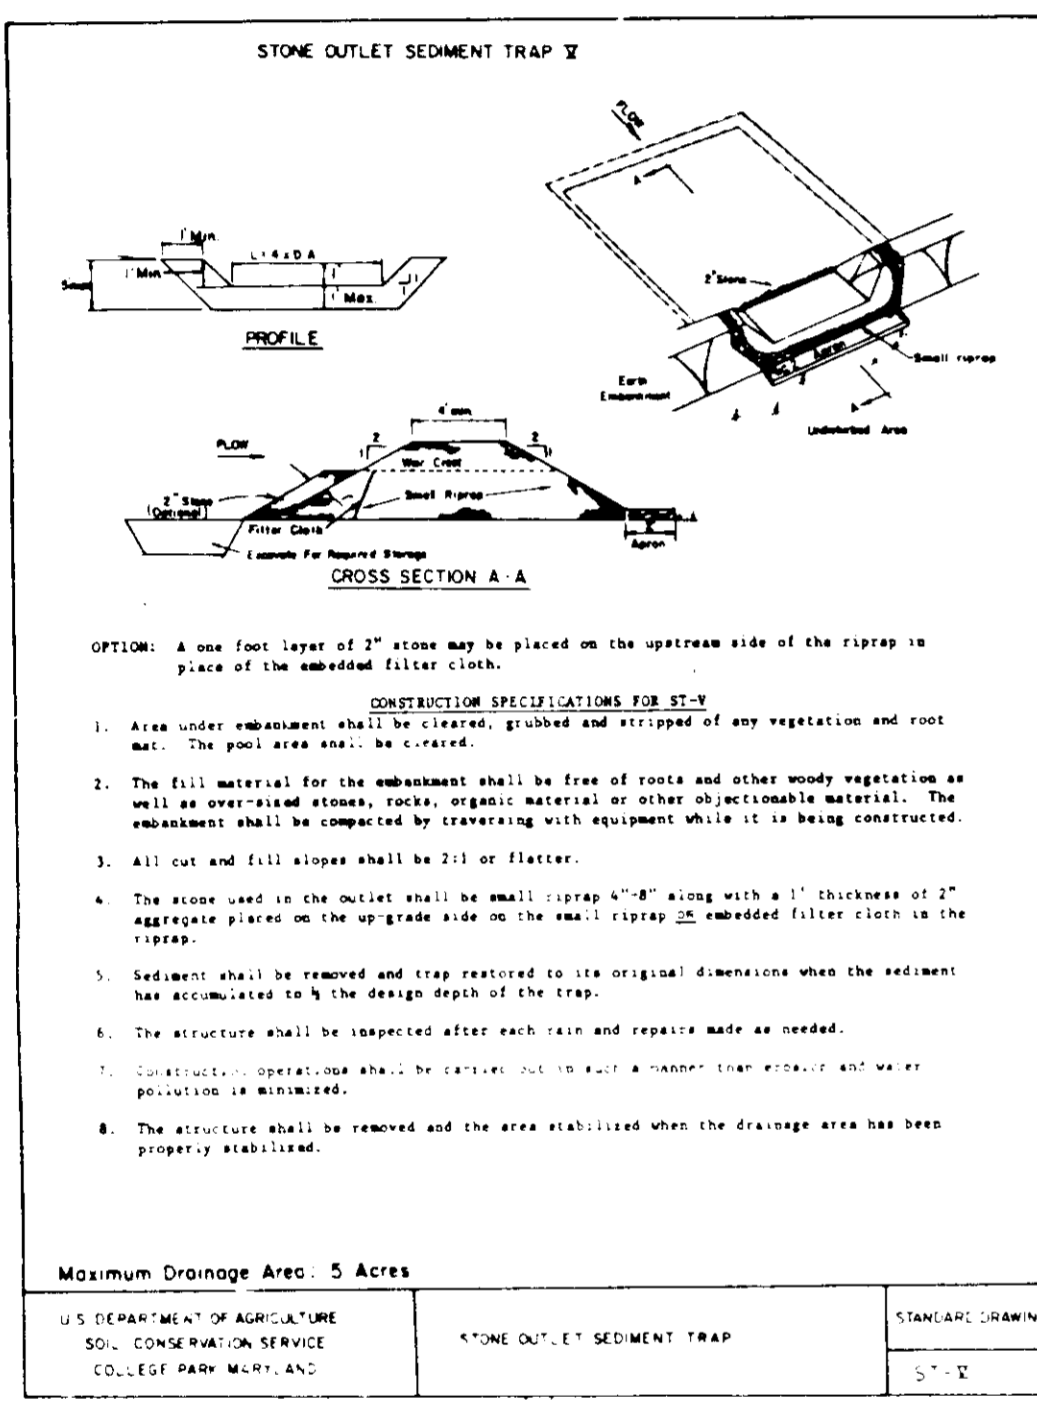 STONE OUTLET SEDIMENT TRAP V
FLOW
A
1' Min.
L=4xD.A.
1' Min
1'
5' max
1' Max.
1
1
PROFILE
2" Stone
Apron
Small riprap
Earth
Embankment
A
Undisturbed Area
4' min.
FLOW
2
1
2
1
Weir Crest
2" Stone
(Optional)
Small Riprap
Filter Cloth
Apron
Excavate For Required Storage
CROSS SECTION A-A
OPTION: A one foot layer of 2" stone may be placed on the upstream side of the riprap in
place of the embedded filter cloth.
CONSTRUCTION SPECIFICATIONS FOR ST-V
1. Area under embankment shall be cleared, grubbed and stripped of any vegetation and root
mat. The pool area shall be cleared.
2. The fill material for the embankment shall be free of roots and other woody vegetation as
well as over-sized stones, rocks, organic material or other objectionable material. The
embankment shall be compacted by traversing with equipment while it is being constructed.
3. All cut and fill slopes shall be 2:1 or flatter.
4. The stone used in the outlet shall be small riprap 4"-8" along with a 1' thickness of 2"
aggregate placed on the up-grade side on the small riprap or embedded filter cloth in the
riprap.
5. Sediment shall be removed and trap restored to its original dimensions when the sediment
has accumulated to ½ the design depth of the trap.
6. The structure shall be inspected after each rain and repairs made as needed.
7. Construction operations shall be carried out in such a manner that erosion and water
pollution is minimized.
8. The structure shall be removed and the area stabilized when the drainage area has been
properly stabilized.
Maximum Drainage Area: 5 Acres
U.S. DEPARTMENT OF AGRICULTURE
SOIL CONSERVATION SERVICE
COLLEGE PARK MARYLAND
STONE OUTLET SEDIMENT TRAP
STANDARD DRAWIN
ST-V